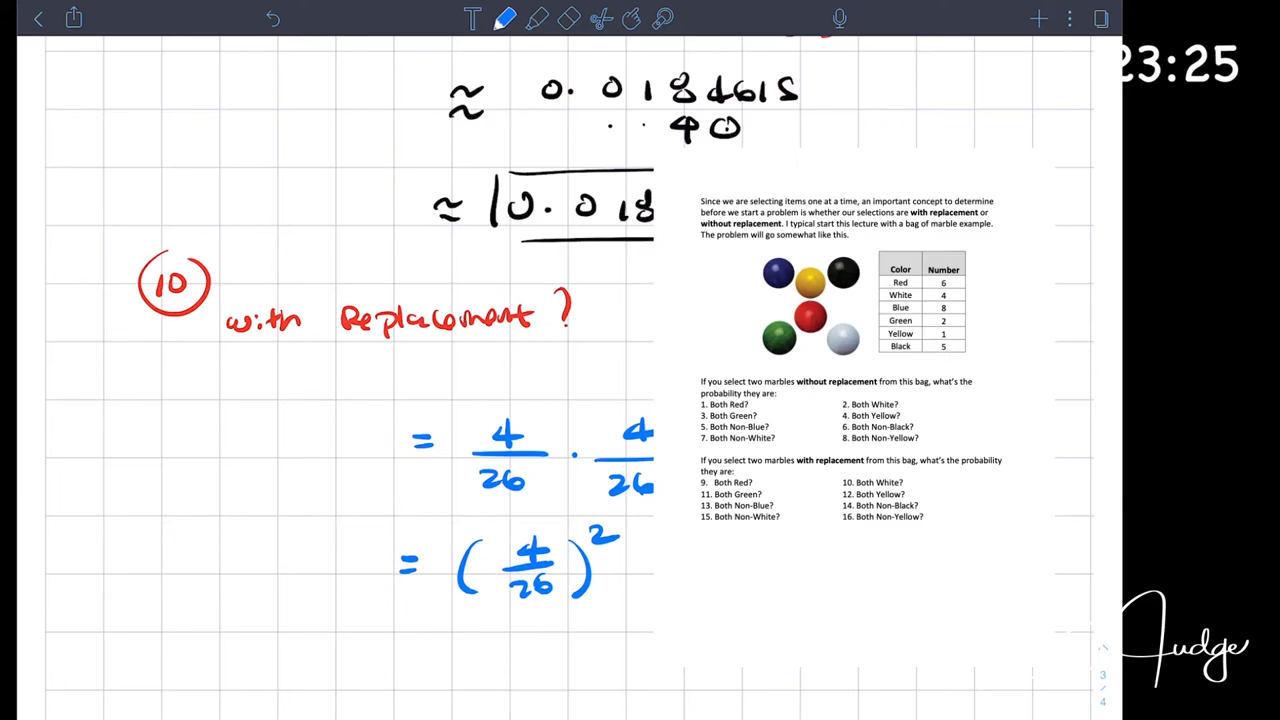 23:25
≈ 0.0184615
40
≈ 0.018
10
with Replacement?
= 4/26 · 4/26
= (4/26)^2
Since we are selecting items one at a time, an important concept to determine
before we start a problem is whether our selections are with replacement or
without replacement. I typical start this lecture with a bag of marble example.
The problem will go somewhat like this.
Color Number
Red 6
White 4
Blue 8
Green 2
Yellow 1
Black 5
If you select two marbles without replacement from this bag, what's the
probability they are:
1. Both Red? 2. Both White?
3. Both Green? 4. Both Yellow?
5. Both Non-Blue? 6. Both Non-Black?
7. Both Non-White? 8. Both Non-Yellow?
If you select two marbles with replacement from this bag, what's the probability
they are:
9. Both Red? 10. Both White?
11. Both Green? 12. Both Yellow?
13. Both Non-Blue? 14. Both Non-Black?
15. Both Non-White? 16. Both Non-Yellow?
Judge
3
/
4